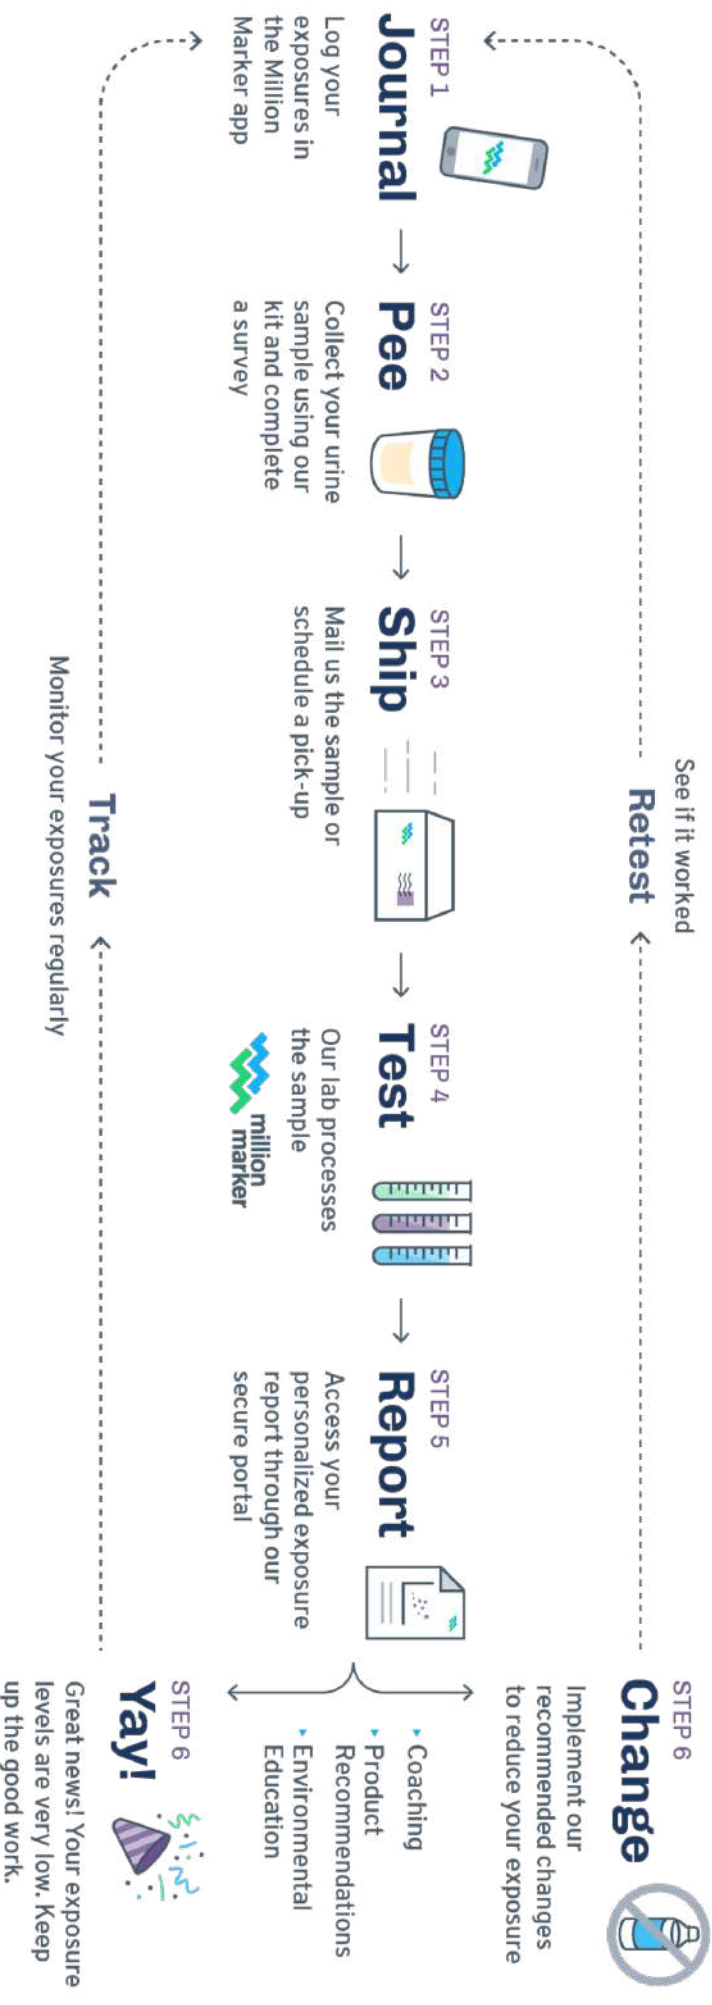 See if it worked
Retest
STEP 1
Journal
Log your
exposures in
the Million
Marker app
STEP 2
Pee
Collect your urine
sample using our
kit and complete
a survey
STEP 3
Ship
Mail us the sample or
schedule a pick-up
STEP 4
Test
Our lab processes
the sample
million
marker
STEP 5
Report
Access your
personalized exposure
report through our
secure portal
STEP 6
Change
Implement our
recommended changes
to reduce your exposure
Coaching
Product
Recommendations
Environmental
Education
STEP 6
Yay!
Great news! Your exposure
levels are very low. Keep
up the good work.
Track
Monitor your exposures regularly